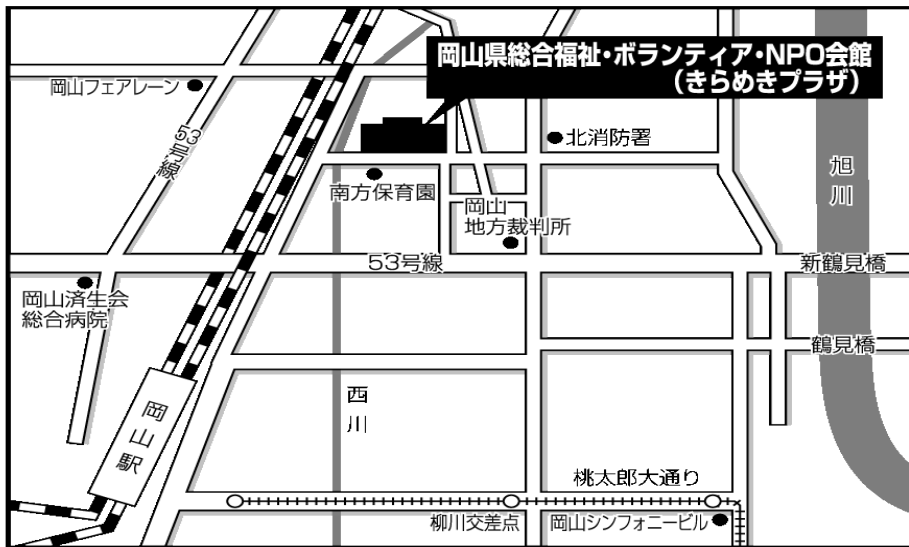 岡山県総合福祉・ボランティア・NPO会館
（きらめきプラザ）
岡山フェアレーン
53号線
北消防署
旭川
南方保育園
岡山
地方裁判所
53号線
新鶴見橋
岡山済生会
総合病院
鶴見橋
岡山駅
西川
桃太郎大通り
柳川交差点
岡山シンフォニービル